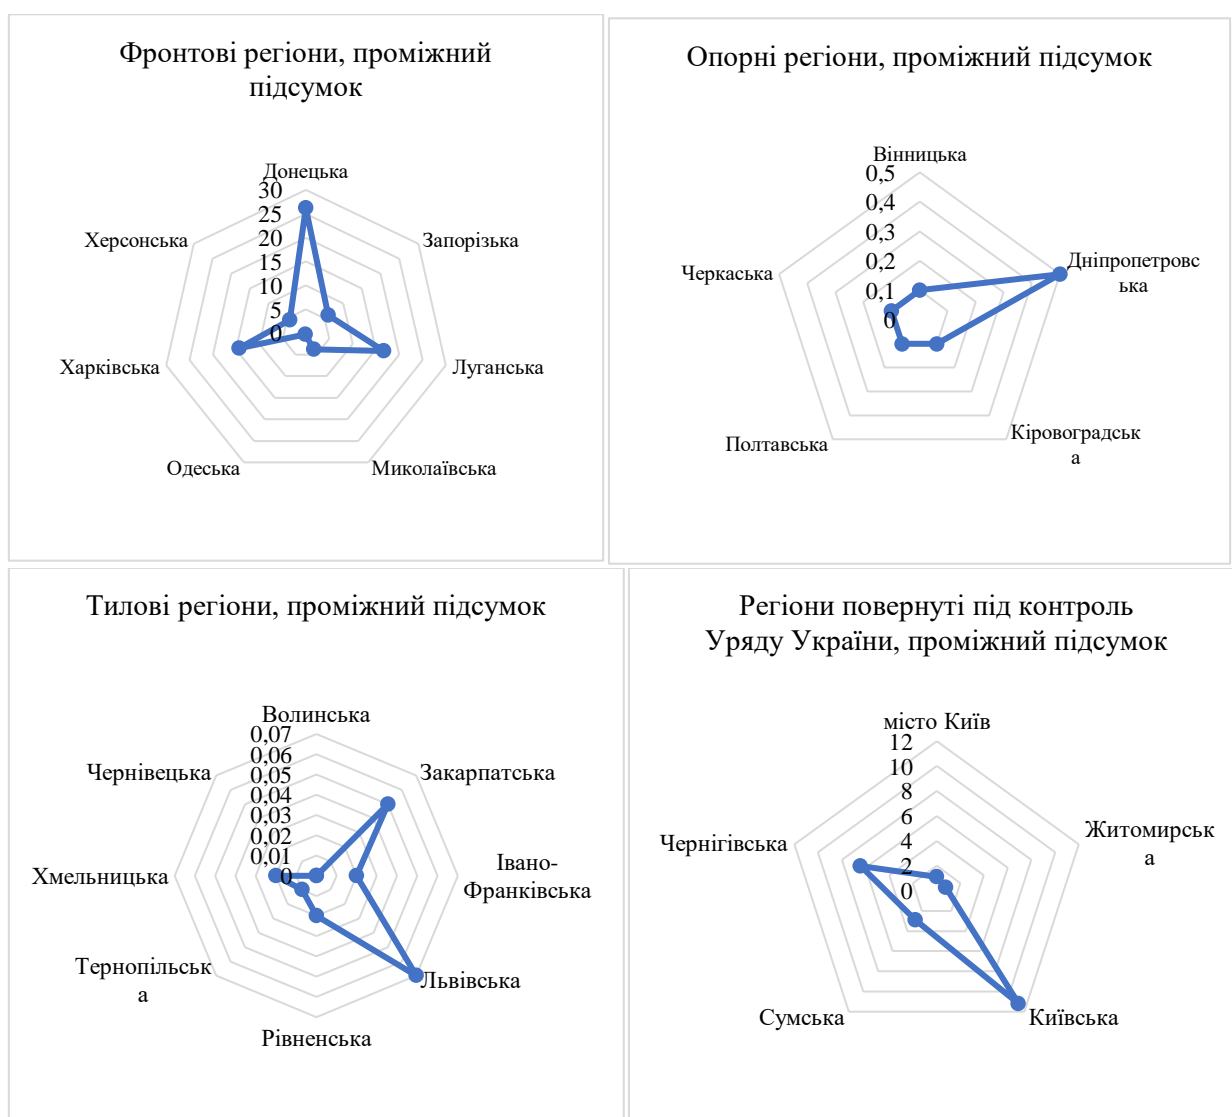 Фронтові регіони, проміжний
підсумок
Донецька
30
25
20
15
10
5
0
Запорізька
Луганська
Миколаївська
Одеська
Харківська
Херсонська
Опорні регіони, проміжний підсумок
Вінницька
0,5
0,4
0,3
0,2
0,1
0
Дніпропетровс
ька
Кіровоградськ
а
Полтавська
Черкаська
Тилові регіони, проміжний підсумок
Волинська
0,07
0,06
0,05
0,04
0,03
0,02
0,01
0
Закарпатська
Івано-
Франківська
Львівська
Рівненська
Тернопільськ
а
Хмельницька
Чернівецька
Регіони повернуті під контроль
Уряду України, проміжний підсумок
місто Київ
12
10
8
6
4
2
0
Житомирськ
а
Київська
Сумська
Чернігівська